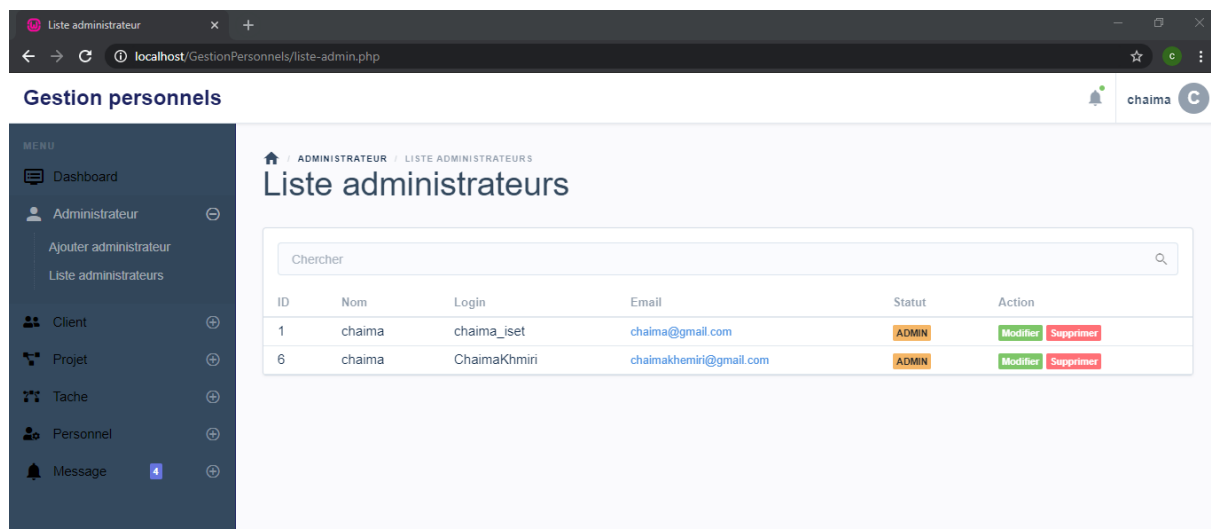 Liste administrateur
localhost/GestionPersonnels/liste-admin.php
c
Gestion personnels
chaima C
MENU
Dashboard
Administrateur
Ajouter administrateur
Liste administrateurs
Client
Projet
Tache
Personnel
Message 4
/ ADMINISTRATEUR / LISTE ADMINISTRATEURS
Liste administrateurs
Chercher
ID Nom Login Email Statut Action
1 chaima chaima_iset chaima@gmail.com ADMIN Modifier Supprimer
6 chaima ChaimaKhmiri chaimakhemiri@gmail.com ADMIN Modifier Supprimer